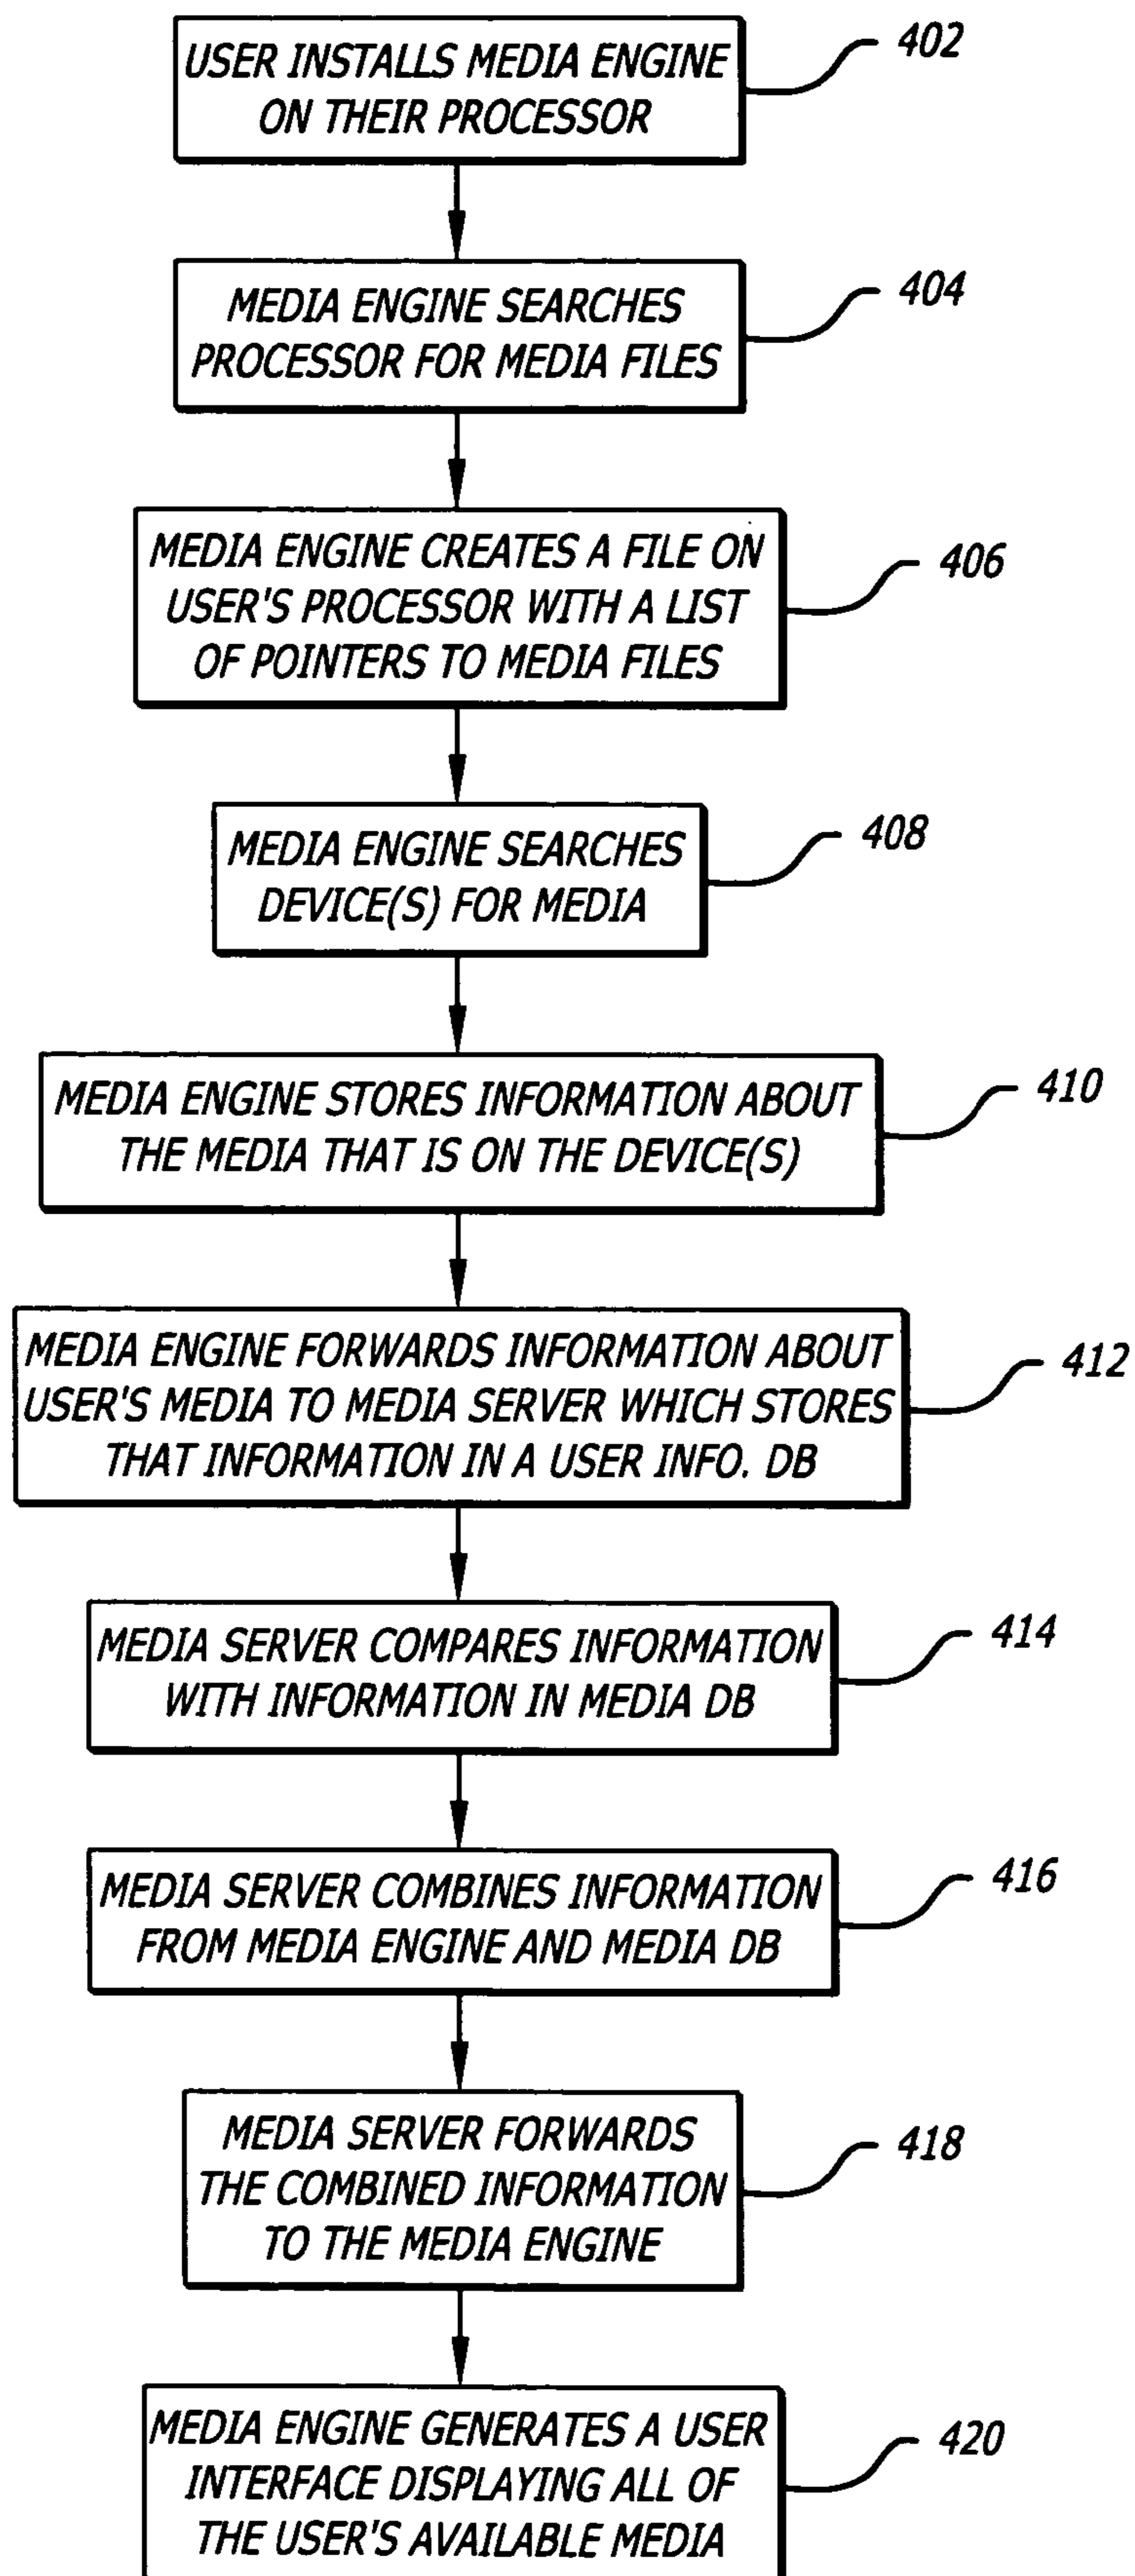 USER INSTALLS MEDIA ENGINE
ON THEIR PROCESSOR
402
MEDIA ENGINE SEARCHES
PROCESSOR FOR MEDIA FILES
404
MEDIA ENGINE CREATES A FILE ON
USER'S PROCESSOR WITH A LIST
OF POINTERS TO MEDIA FILES
406
MEDIA ENGINE SEARCHES
DEVICE(S) FOR MEDIA
408
MEDIA ENGINE STORES INFORMATION ABOUT
THE MEDIA THAT IS ON THE DEVICE(S)
410
MEDIA ENGINE FORWARDS INFORMATION ABOUT
USER'S MEDIA TO MEDIA SERVER WHICH STORES
THAT INFORMATION IN A USER INFO. DB
412
MEDIA SERVER COMPARES INFORMATION
WITH INFORMATION IN MEDIA DB
414
MEDIA SERVER COMBINES INFORMATION
FROM MEDIA ENGINE AND MEDIA DB
416
MEDIA SERVER FORWARDS
THE COMBINED INFORMATION
TO THE MEDIA ENGINE
418
MEDIA ENGINE GENERATES A USER
INTERFACE DISPLAYING ALL OF
THE USER'S AVAILABLE MEDIA
420